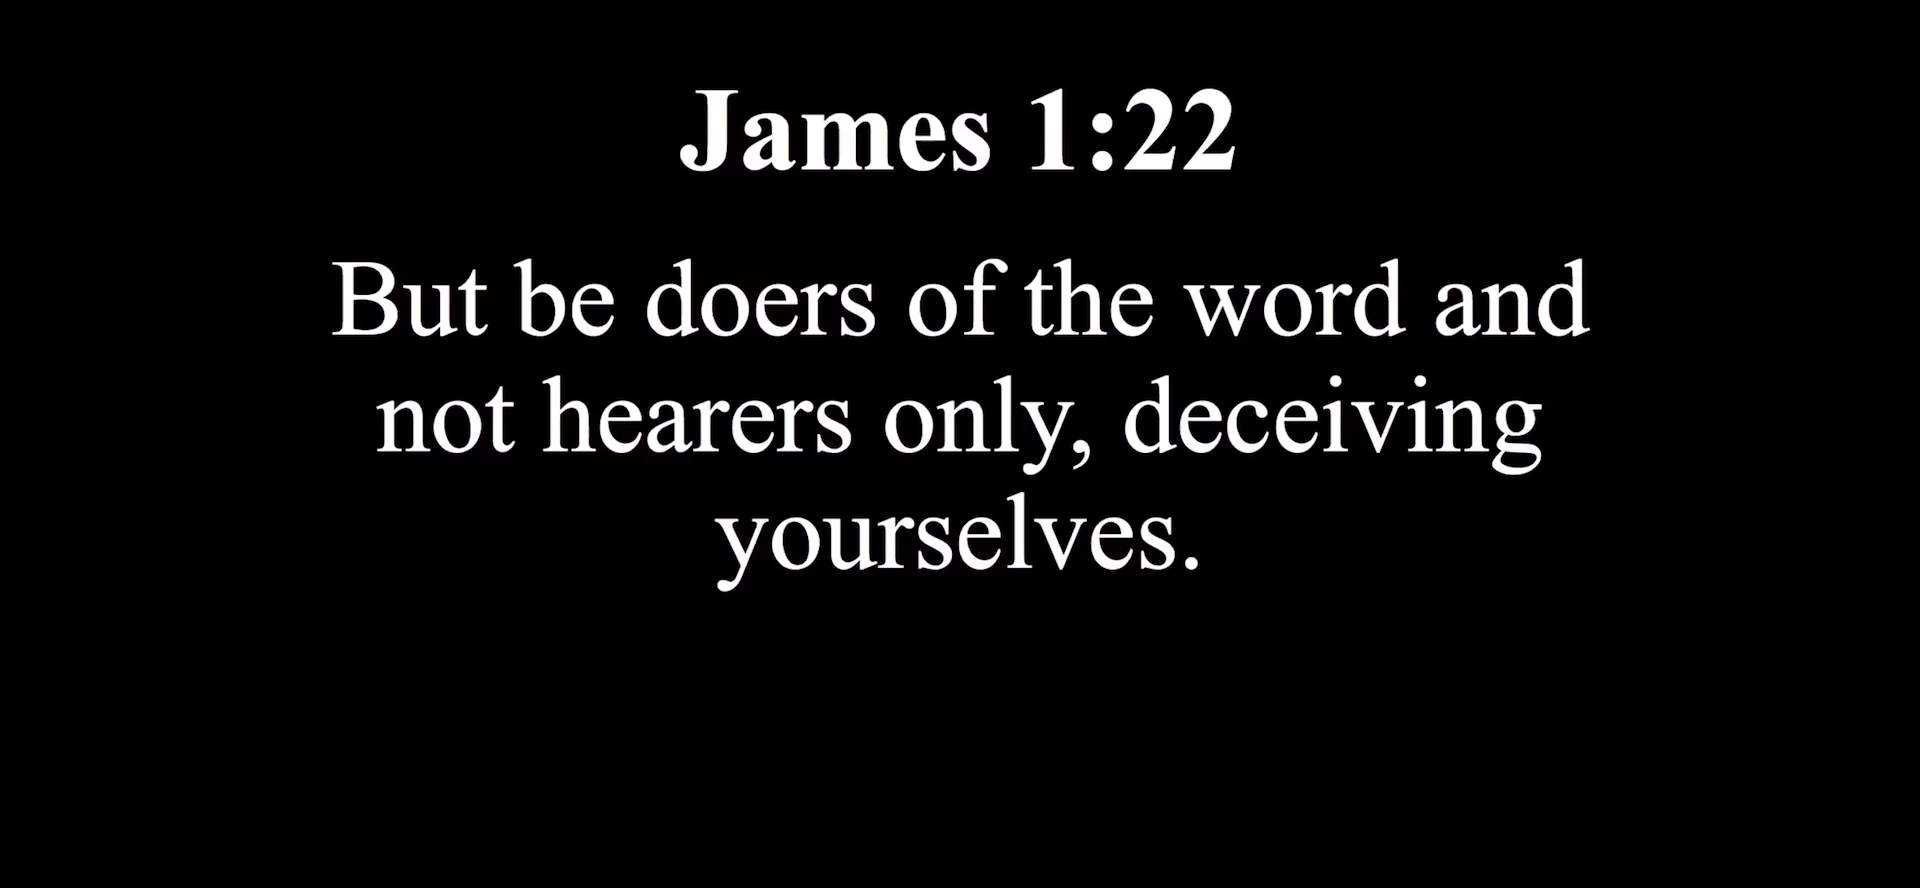 James 1:22
But be doers of the word and
not hearers only, deceiving
yourselves.